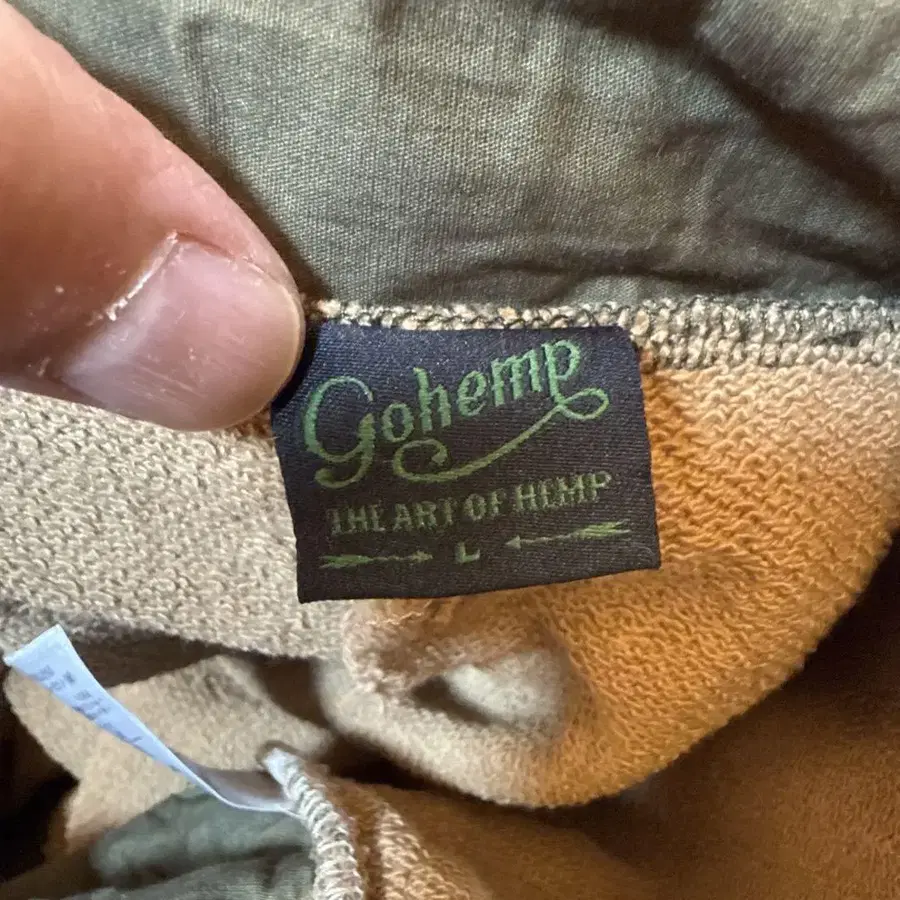 Gohemp
THE ART OF HEMP
L